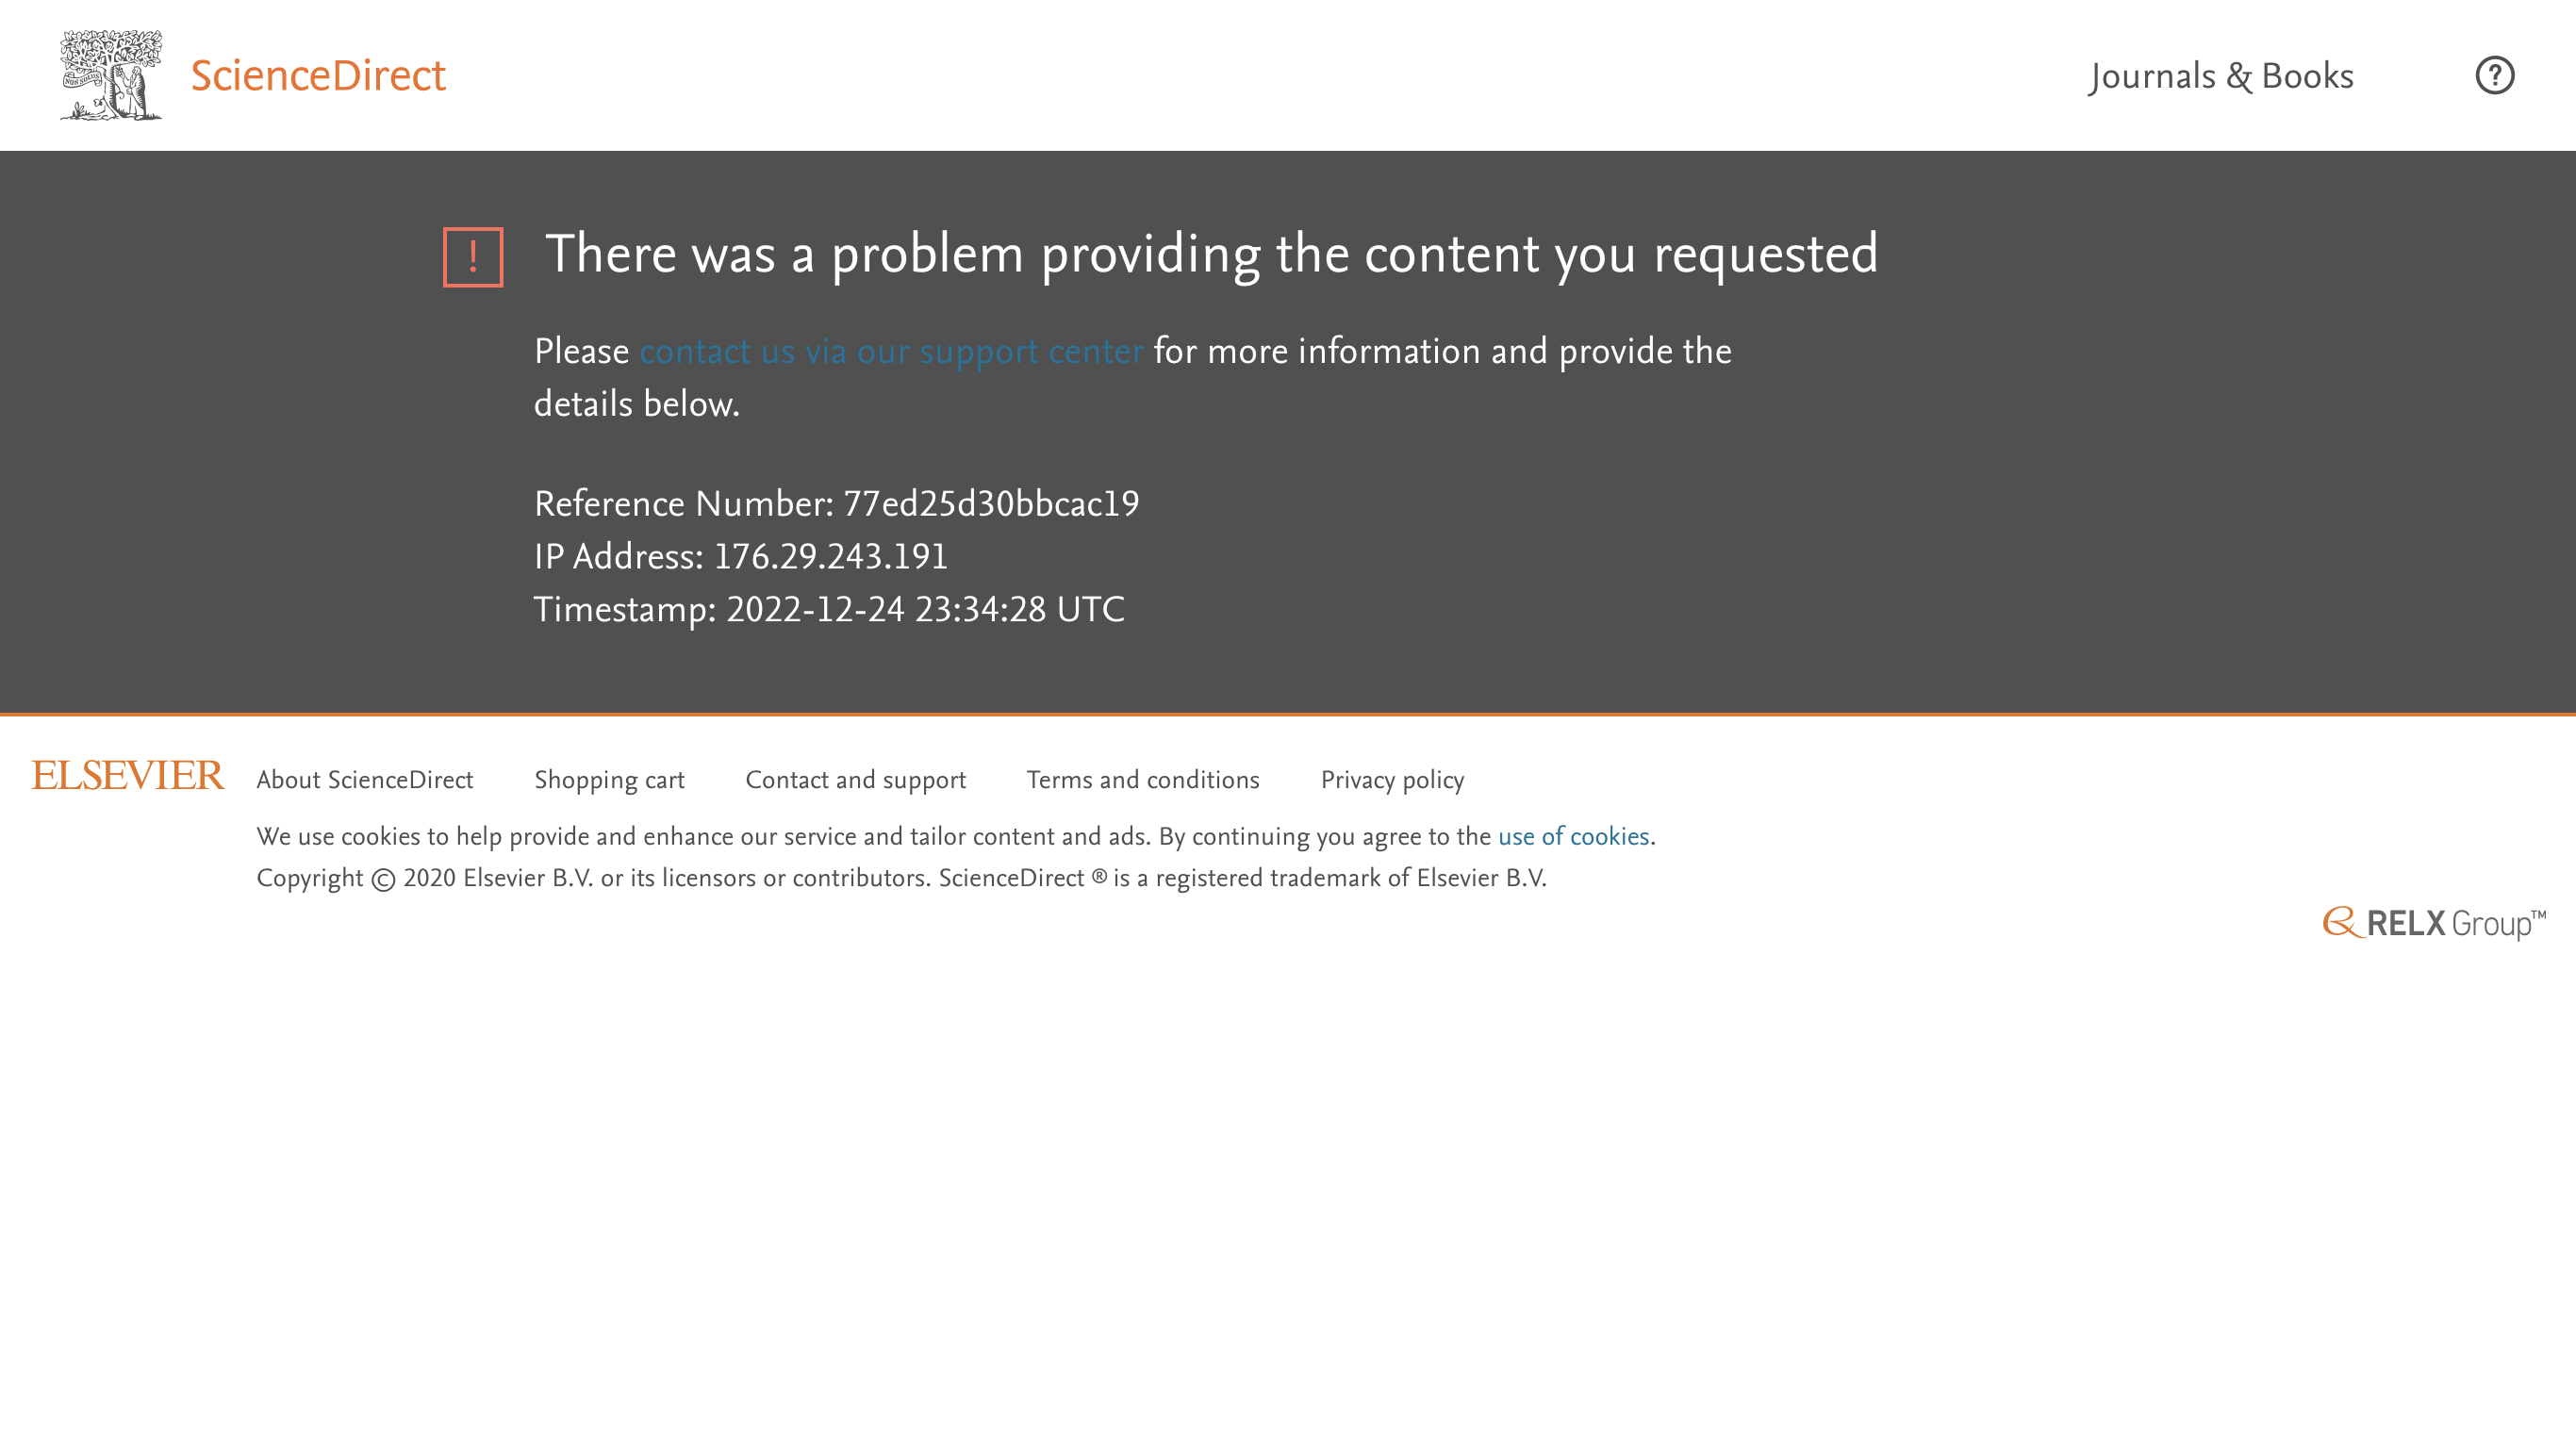 NON SOLUS
ScienceDirect
Journals & Books
?
! There was a problem providing the content you requested
Please contact us via our support center for more information and provide the
details below.
Reference Number: 77ed25d30bbcac19
IP Address: 176.29.243.191
Timestamp: 2022-12-24 23:34:28 UTC
ELSEVIER
About ScienceDirect Shopping cart Contact and support Terms and conditions Privacy policy
We use cookies to help provide and enhance our service and tailor content and ads. By continuing you agree to the use of cookies.
Copyright © 2020 Elsevier B.V. or its licensors or contributors. ScienceDirect ® is a registered trademark of Elsevier B.V.
RELX Group™